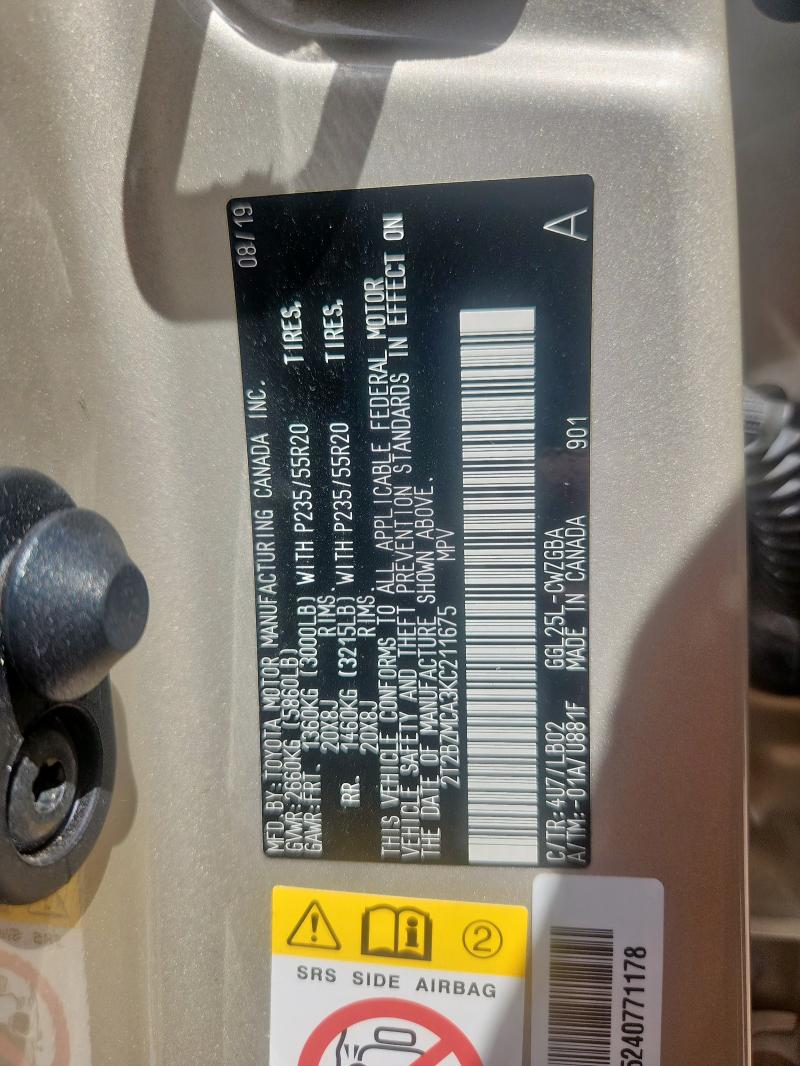 MFD. BY: TOYOTA MOTOR MANUFACTURING CANADA INC. 08/19
GVWR: 2660KG (5860LB)
GAWR: FRT. 1360KG (3000LB) WITH P235/55R20 TIRES,
20X8J RIMS.
RR. 1460KG (3215LB) WITH P235/55R20 TIRES,
20X8J RIMS.
THIS VEHICLE CONFORMS TO ALL APPLICABLE FEDERAL MOTOR
VEHICLE SAFETY AND THEFT PREVENTION STANDARDS IN EFFECT ON
THE DATE OF MANUFACTURE SHOWN ABOVE.
2T2BZMCA3KC211675 MPV
C/TR: 4U7/LB02 GGL25L-CWZGBA
A/TM: -01A/U881F MADE IN CANADA 901 A
2
SRS SIDE AIRBAG
5240771178